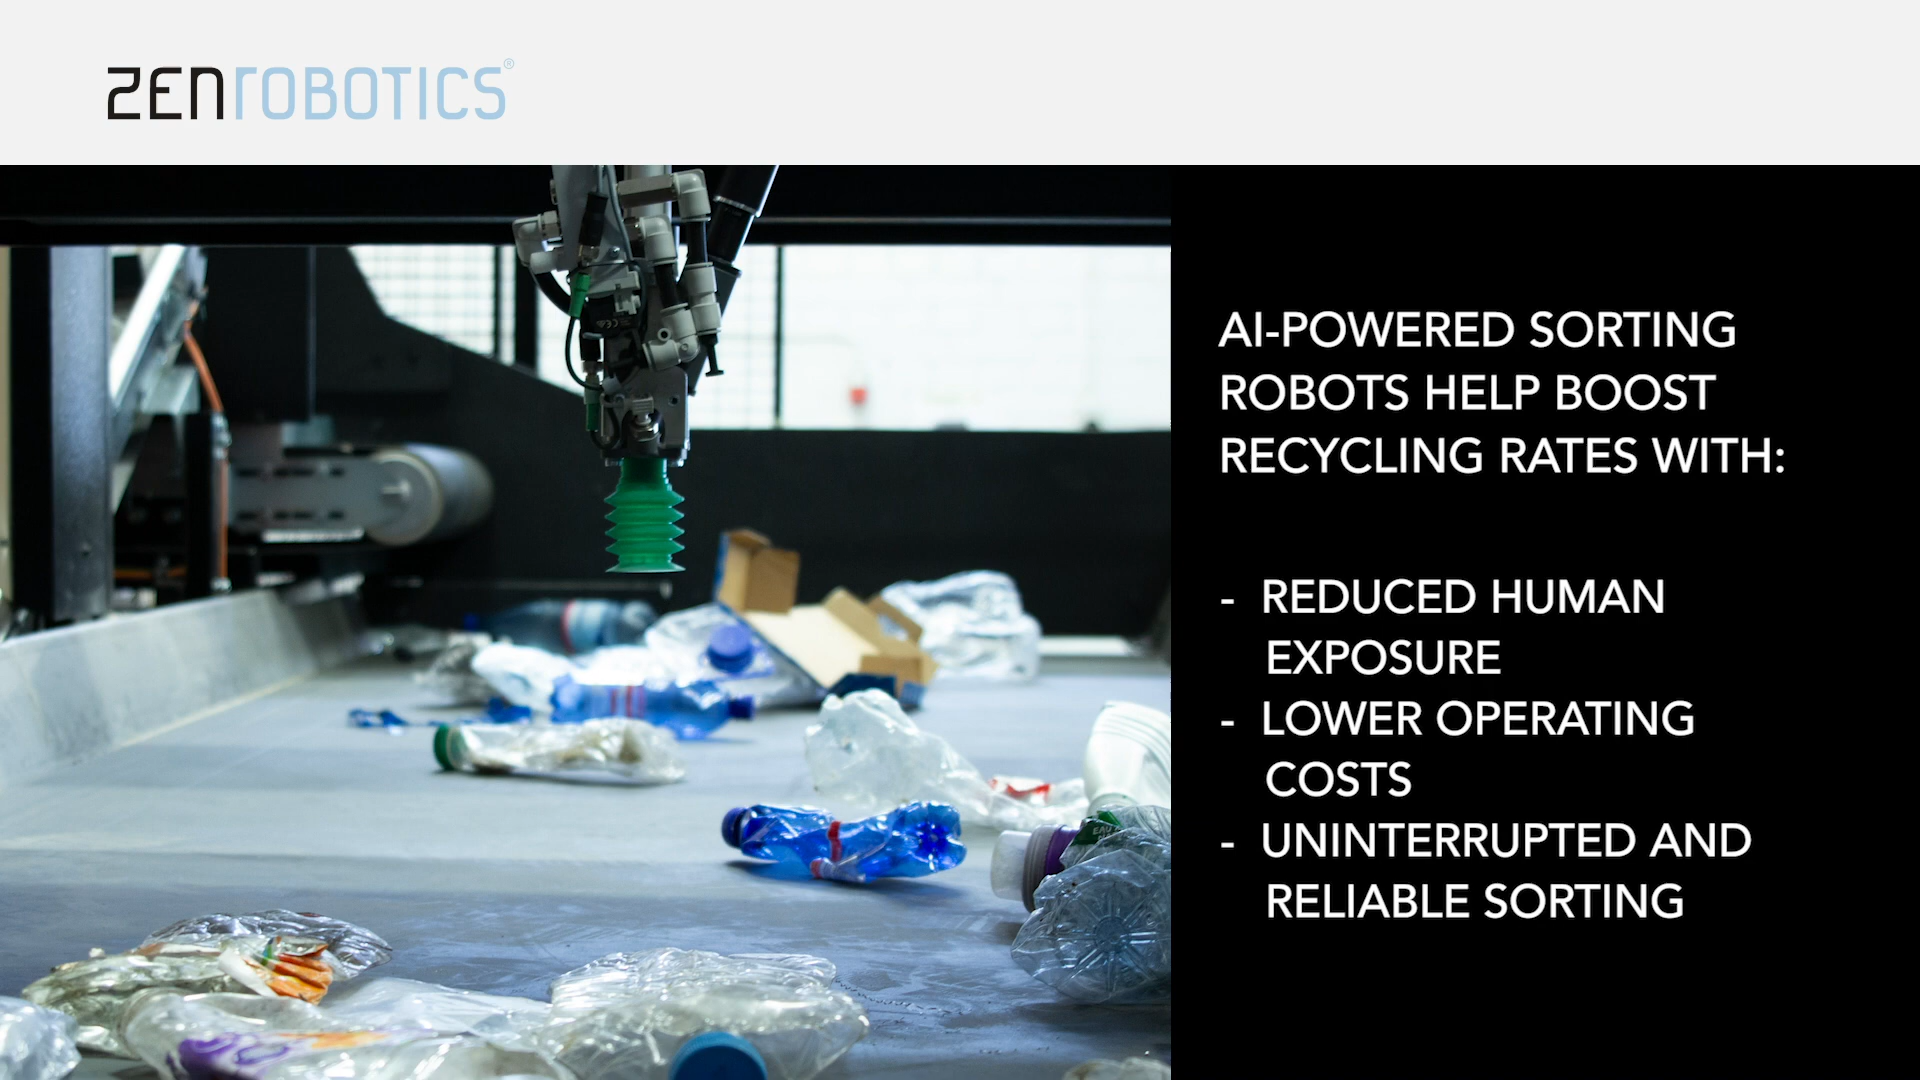 ZENROBOTICS®
AI-POWERED SORTING
ROBOTS HELP BOOST
RECYCLING RATES WITH:
- REDUCED HUMAN
EXPOSURE
- LOWER OPERATING
COSTS
- UNINTERRUPTED AND
RELIABLE SORTING